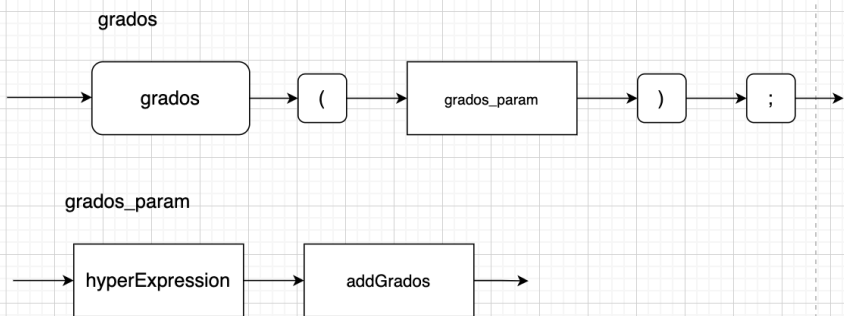 grados
grados ( grados_param ) ;
grados_param
hyperExpression addGrados